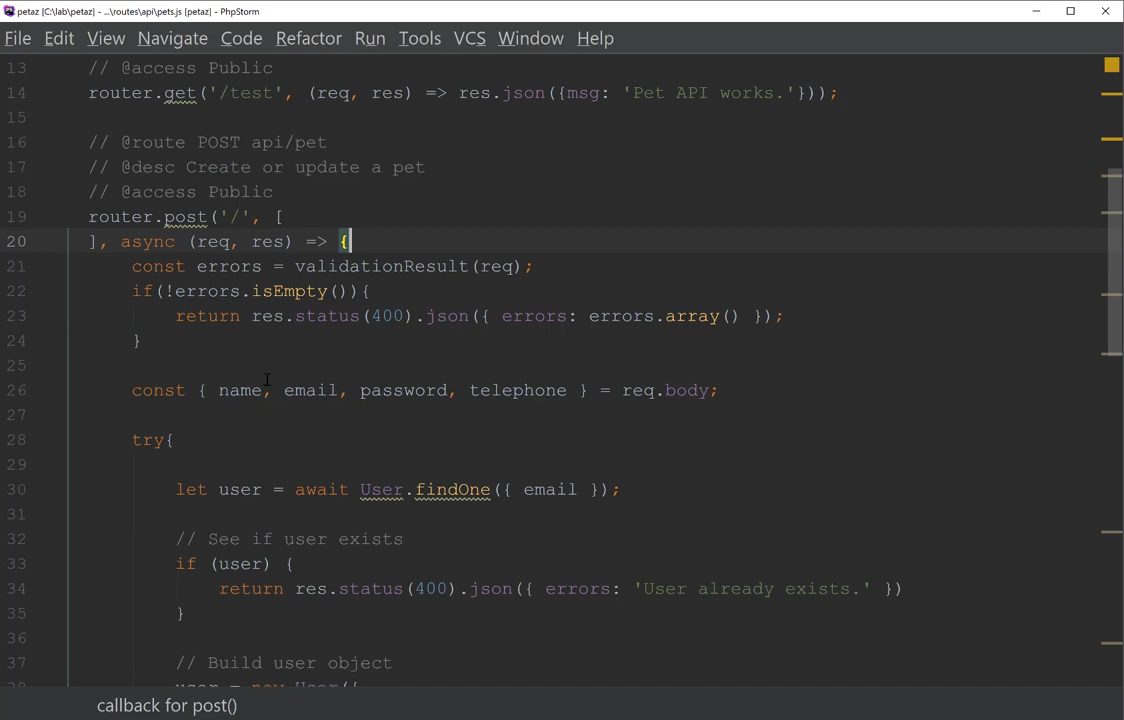 petaz [C:\lab\petaz] - ...\routes\api\pets.js [petaz] - PhpStorm
File Edit View Navigate Code Refactor Run Tools VCS Window Help
13 // @access Public
14 router.get('/test', (req, res) => res.json({msg: 'Pet API works.'}));
15
16 // @route POST api/pet
17 // @desc Create or update a pet
18 // @access Public
19 router.post('/', [
20 ], async (req, res) => {
21 const errors = validationResult(req);
22 if(!errors.isEmpty()){
23 return res.status(400).json({ errors: errors.array() });
24 }
25
26 const { name, email, password, telephone } = req.body;
27
28 try{
29
30 let user = await User.findOne({ email });
31
32 // See if user exists
33 if (user) {
34 return res.status(400).json({ errors: 'User already exists.' })
35 }
36
37 // Build user object
38 user = new User({
callback for post()